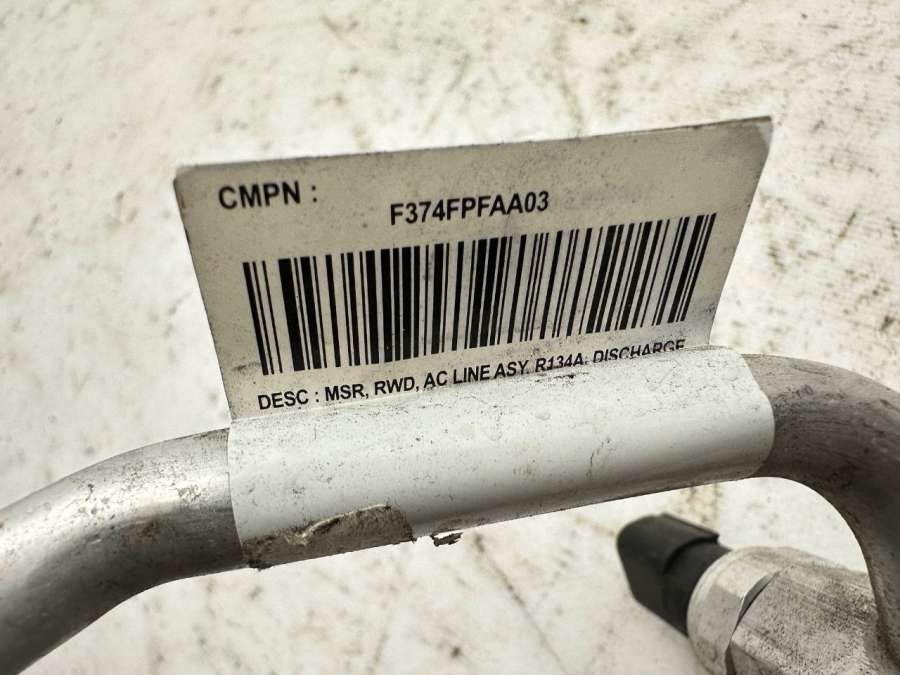 CMPN :
F374FPFAA03
DESC : MSR, RWD, AC LINE ASY, R134A, DISCHARGE